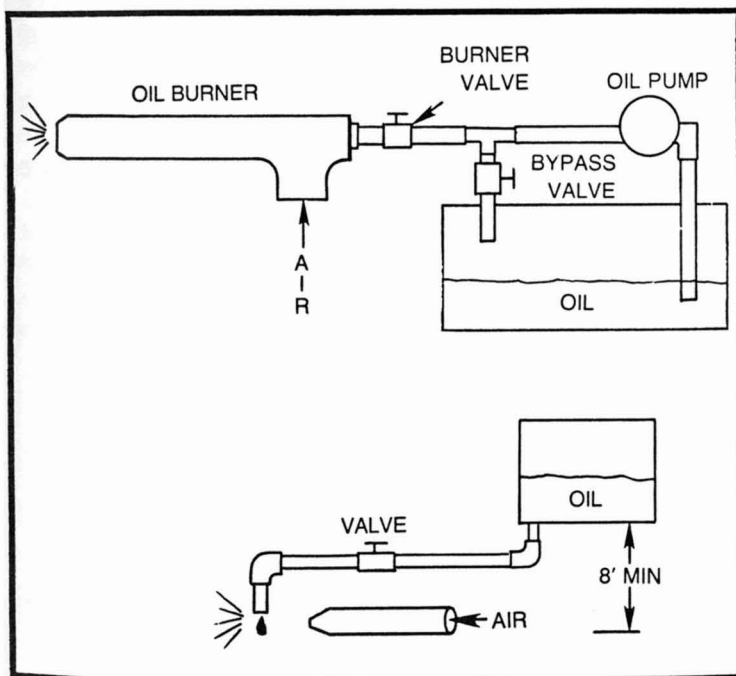 BURNER
VALVE
OIL PUMP
OIL BURNER
BYPASS
VALVE
A
I
R
OIL
OIL
VALVE
8' MIN
AIR